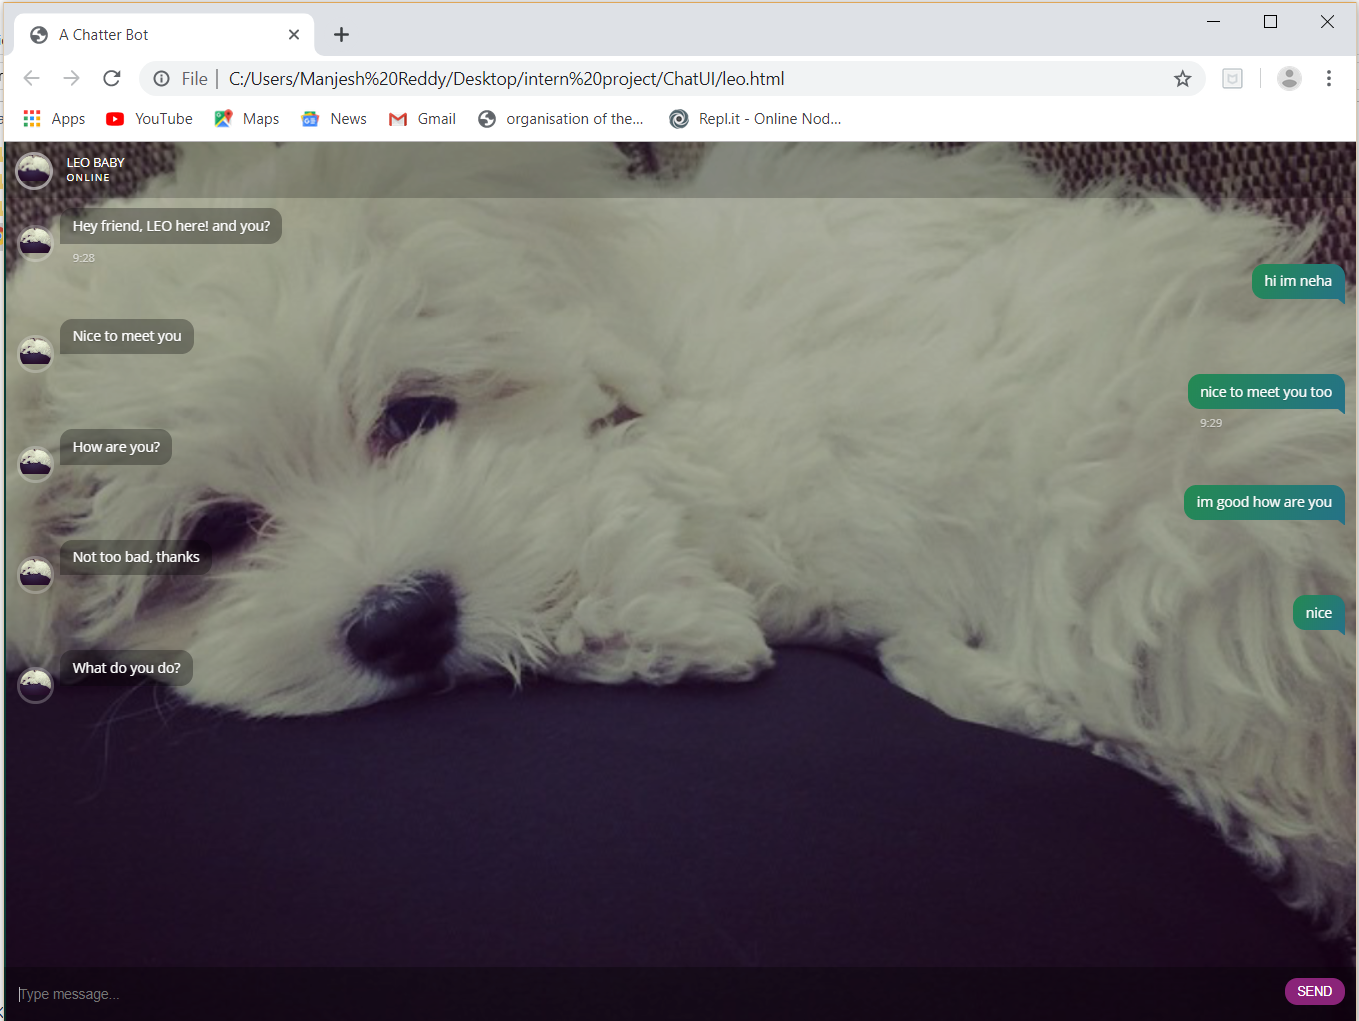 A Chatter Bot
File | C:/Users/Manjesh%20Reddy/Desktop/intern%20project/ChatUI/leo.html
Apps YouTube Maps News Gmail organisation of the... Repl.it - Online Nod...
LEO BABY
ONLINE
Hey friend, LEO here! and you?
9:28
hi im neha
Nice to meet you
nice to meet you too
9:29
How are you?
im good how are you
Not too bad, thanks
nice
What do you do?
Type message...
SEND